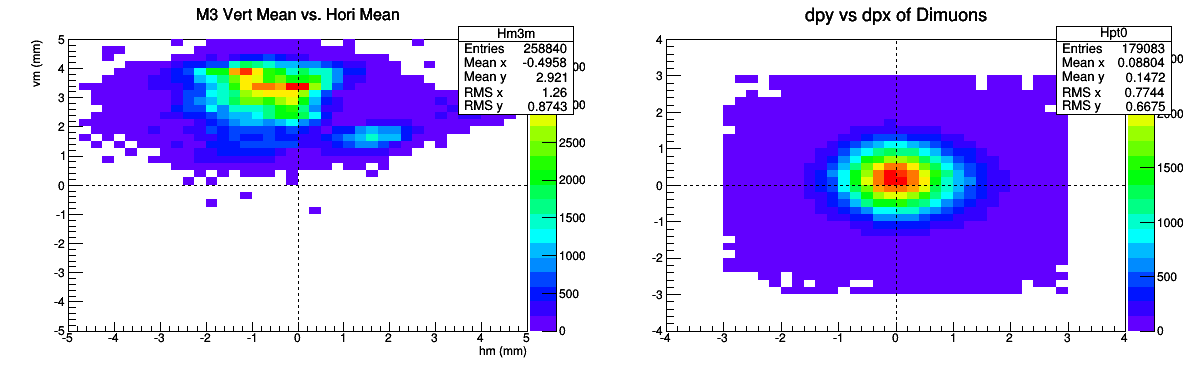 M3 Vert Mean vs. Hori Mean
Hm3m
Entries 258840
Mean x -0.4958
Mean y 2.921
RMS x 1.26
RMS y 0.8743
vm (mm)
5
4
3
2
1
0
-1
-2
-3
-4
-5
-5 -4 -3 -2 -1 0 1 2 3 4 5
hm (mm)
2500
2000
1500
1000
500
0
dpy vs dpx of Dimuons
Hpt0
Entries 179083
Mean x 0.08804
Mean y 0.1472
RMS x 0.7744
RMS y 0.6675
4
3
2
1
0
-1
-2
-3
-4
-4 -3 -2 -1 0 1 2 3 4
1500
1000
500
0